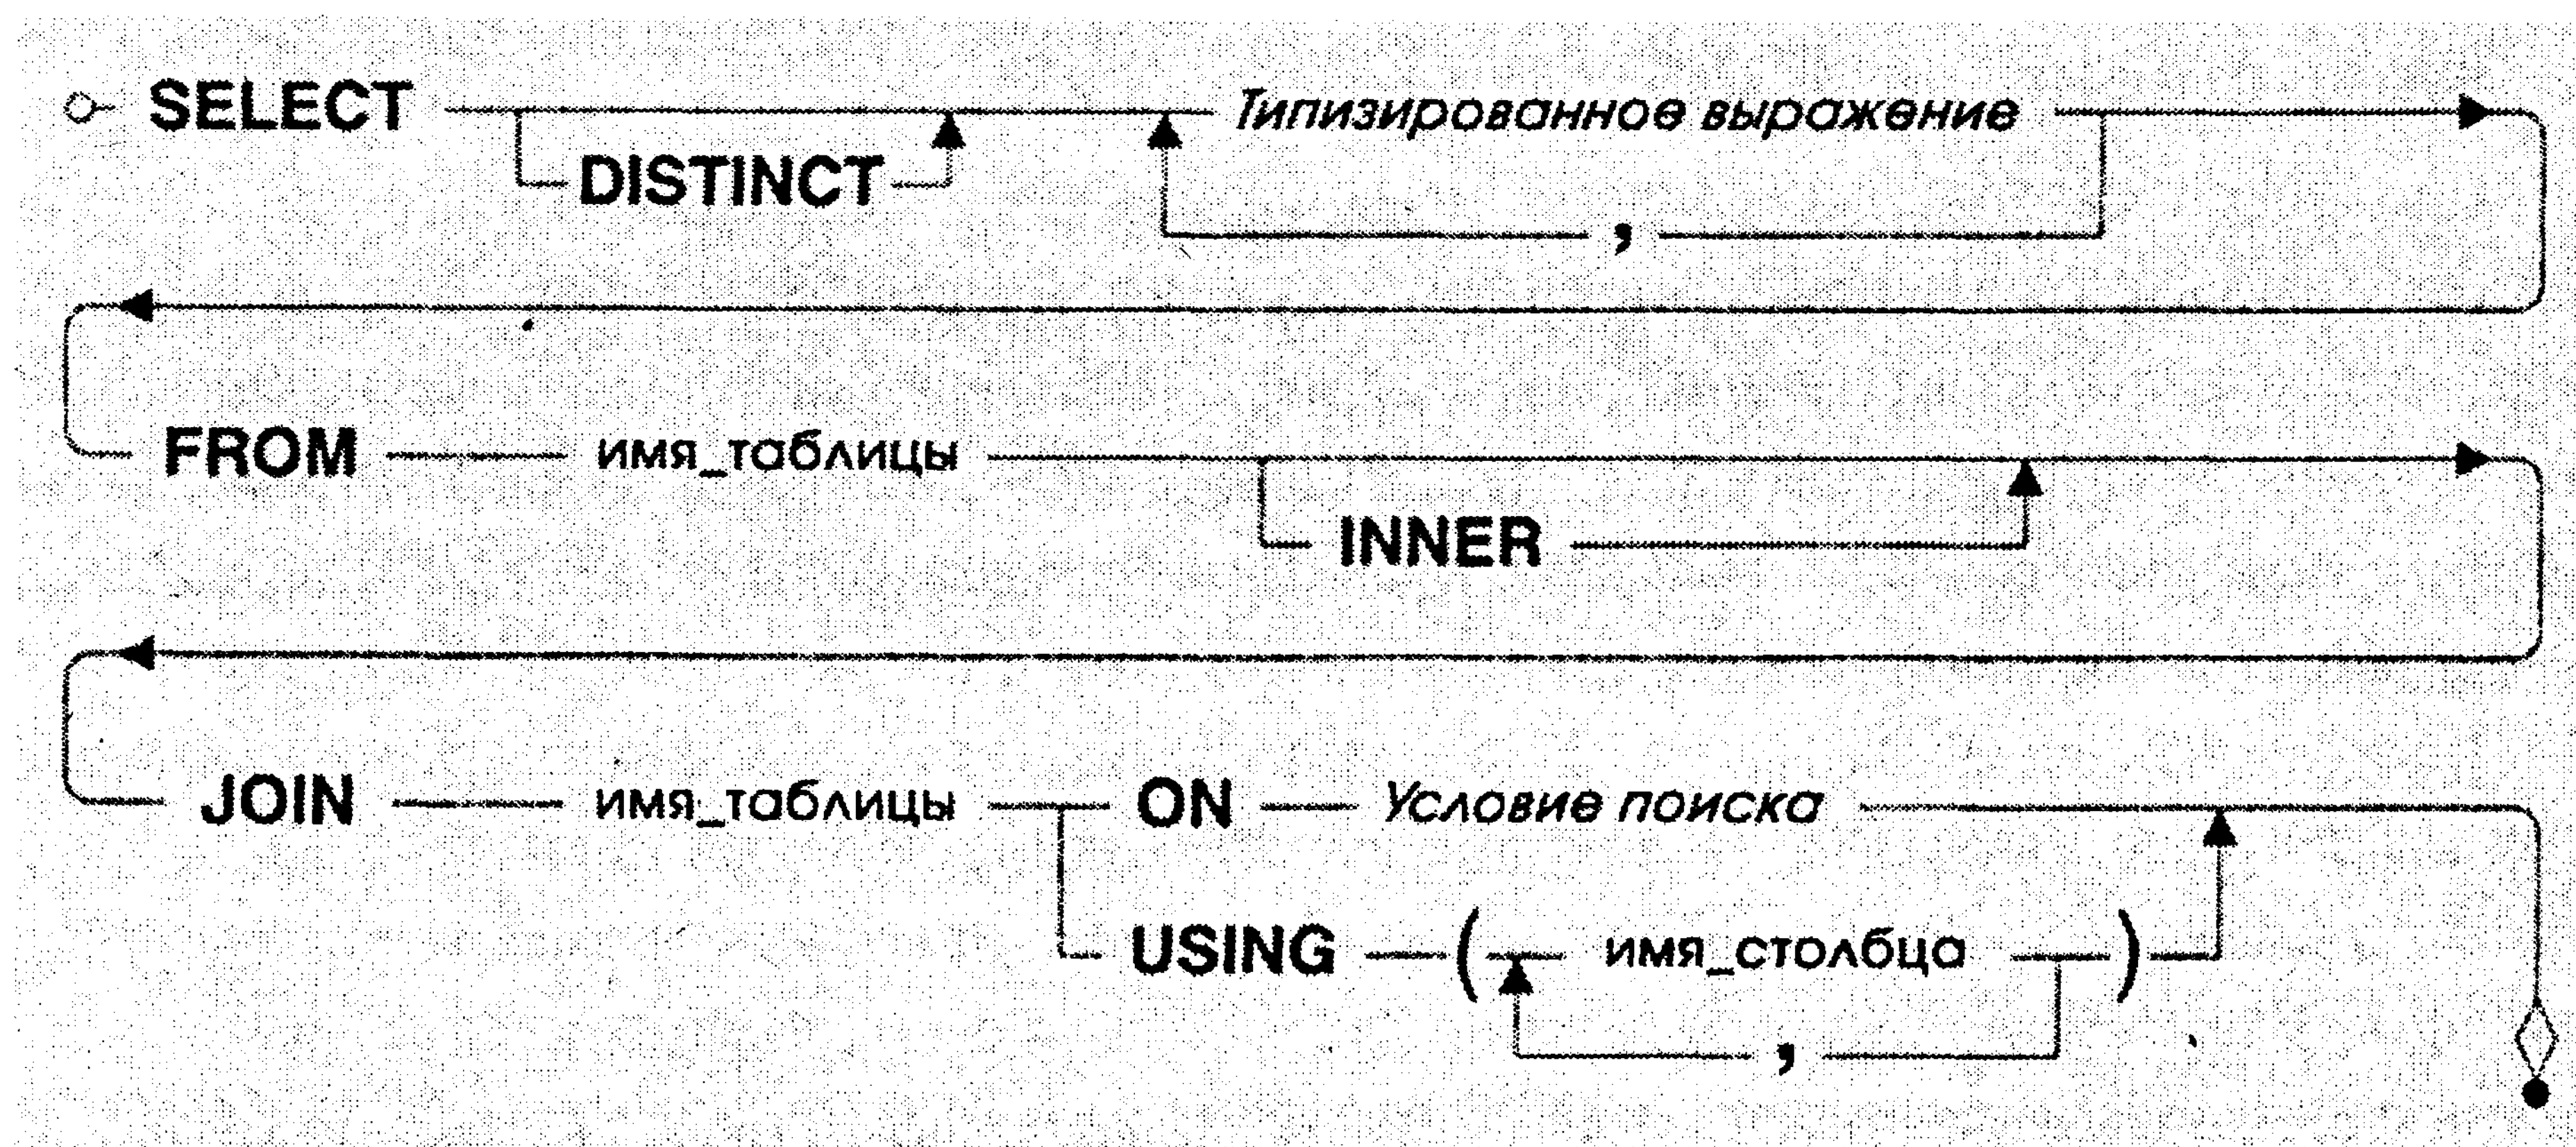 SELECT Типизированное выражение
DISTINCT
,
FROM имя_таблицы
INNER
JOIN имя_таблицы ON Условие поиска
USING ( имя_столбца )
,